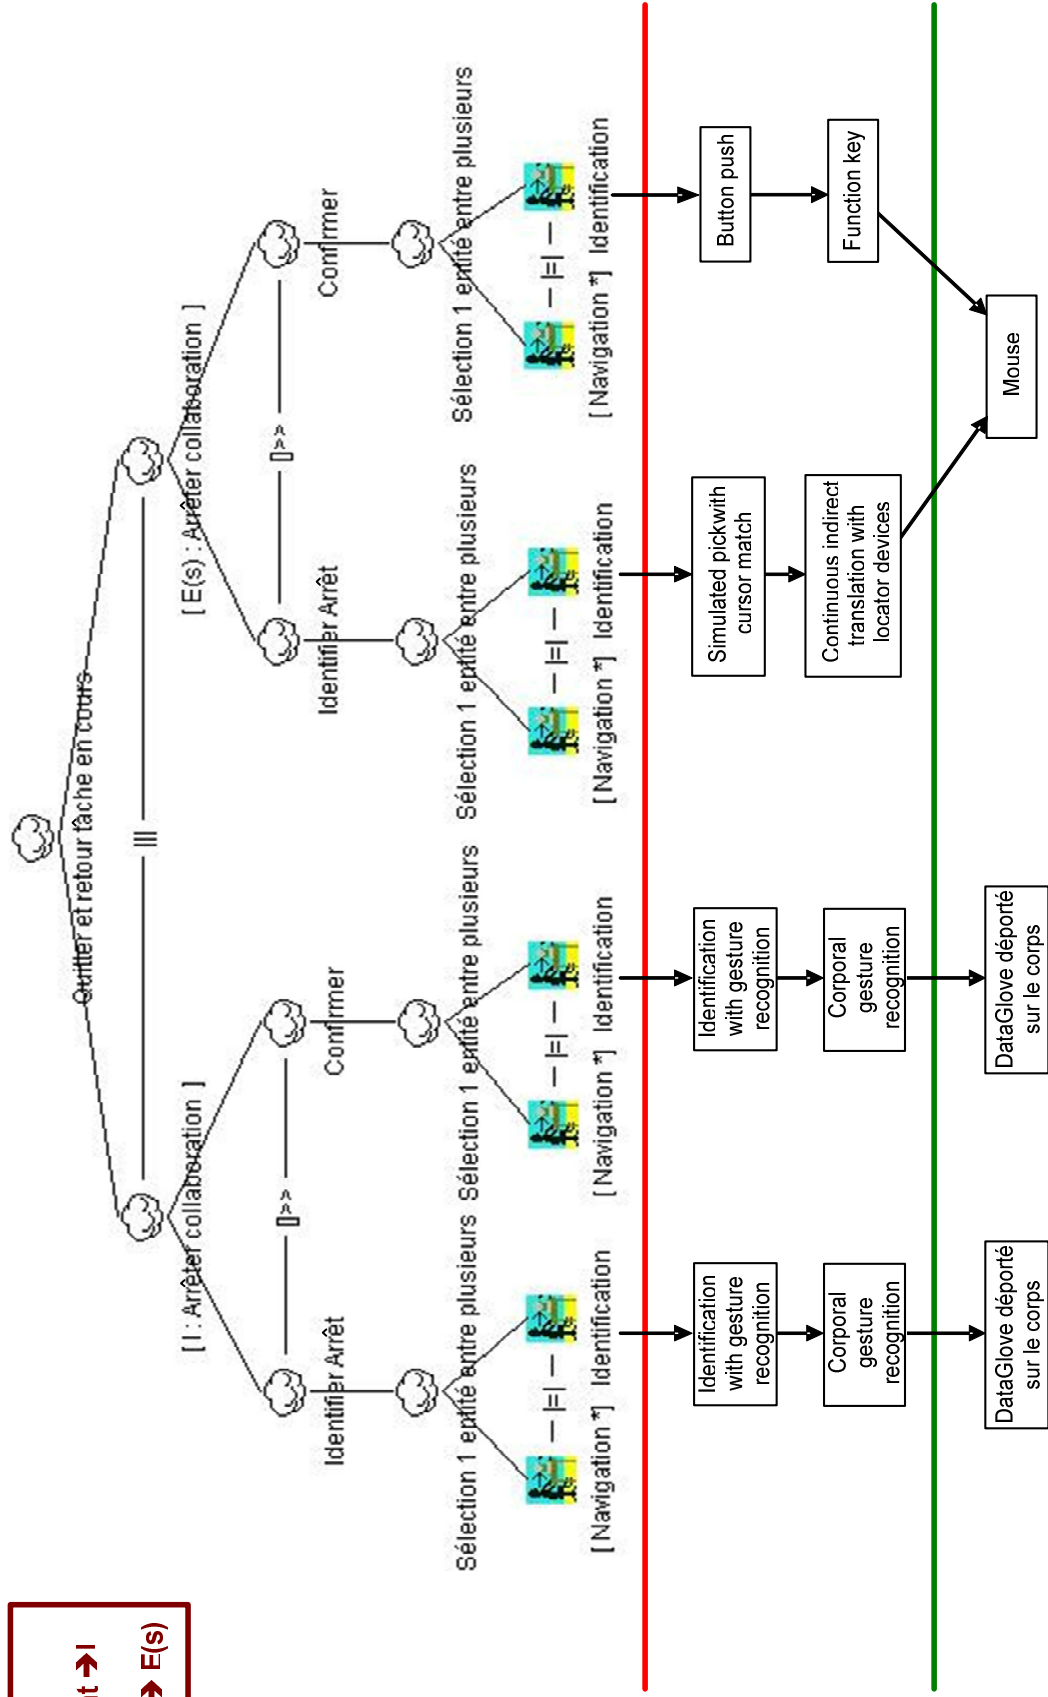 Quitter et retour tâche en cours
|||
[ I : Arrêter collaboration ]
[ E(s) : Arrêter collaboration ]
Identifier Arrêt
[]>>
Confirmer
Identifier Arrêt
[]>>
Confirmer
Sélection 1 entité entre plusieurs
Sélection 1 entité entre plusieurs
Sélection 1 entité entre plusieurs
Sélection 1 entité entre plusieurs
|=|
|=|
|=|
|=|
[ Navigation *]
Identification
[ Navigation *]
Identification
[ Navigation *]
Identification
[ Navigation *]
Identification
Identification
with gesture
recognition
Identification
with gesture
recognition
Simulated pickwith
cursor match
Button push
Corporal
gesture
recognition
Corporal
gesture
recognition
Continuous indirect
translation with
locator devices
Function key
DataGlove déporté
sur le corps
DataGlove déporté
sur le corps
Mouse
➔I
➔ E(s)